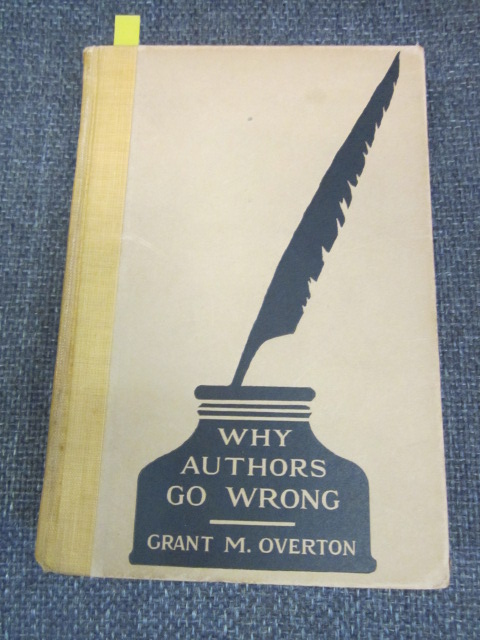 WHY
AUTHORS
GO WRONG
GRANT M. OVERTON